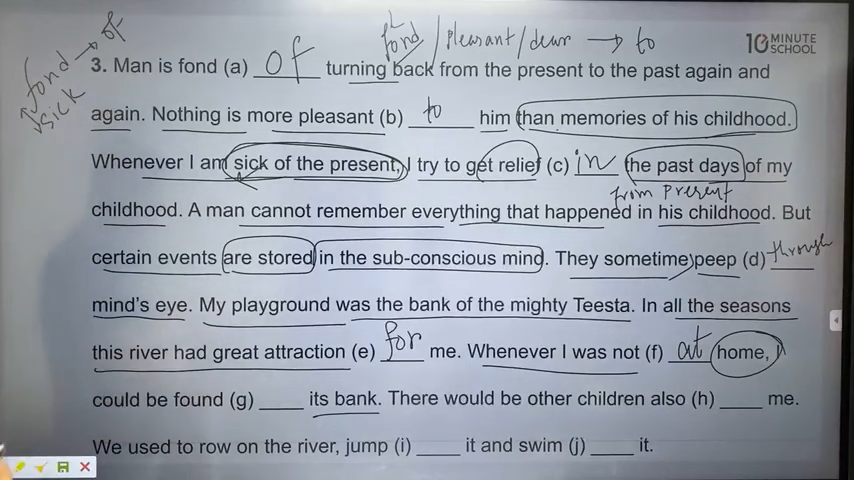 fond / pleasant / dear → to
10 MINUTE SCHOOL
fond → of
sick
3. Man is fond (a) of turning back from the present to the past again and
again. Nothing is more pleasant (b) to him than memories of his childhood.
Whenever I am sick of the present, I try to get relief (c) in the past days of my
from present
childhood. A man cannot remember everything that happened in his childhood. But
certain events are stored in the sub-conscious mind. They sometime peep (d) through
mind's eye. My playground was the bank of the mighty Teesta. In all the seasons
this river had great attraction (e) for me. Whenever I was not (f) at home, I
could be found (g) ____ its bank. There would be other children also (h) ____ me.
We used to row on the river, jump (i) ____ it and swim (j) ____ it.